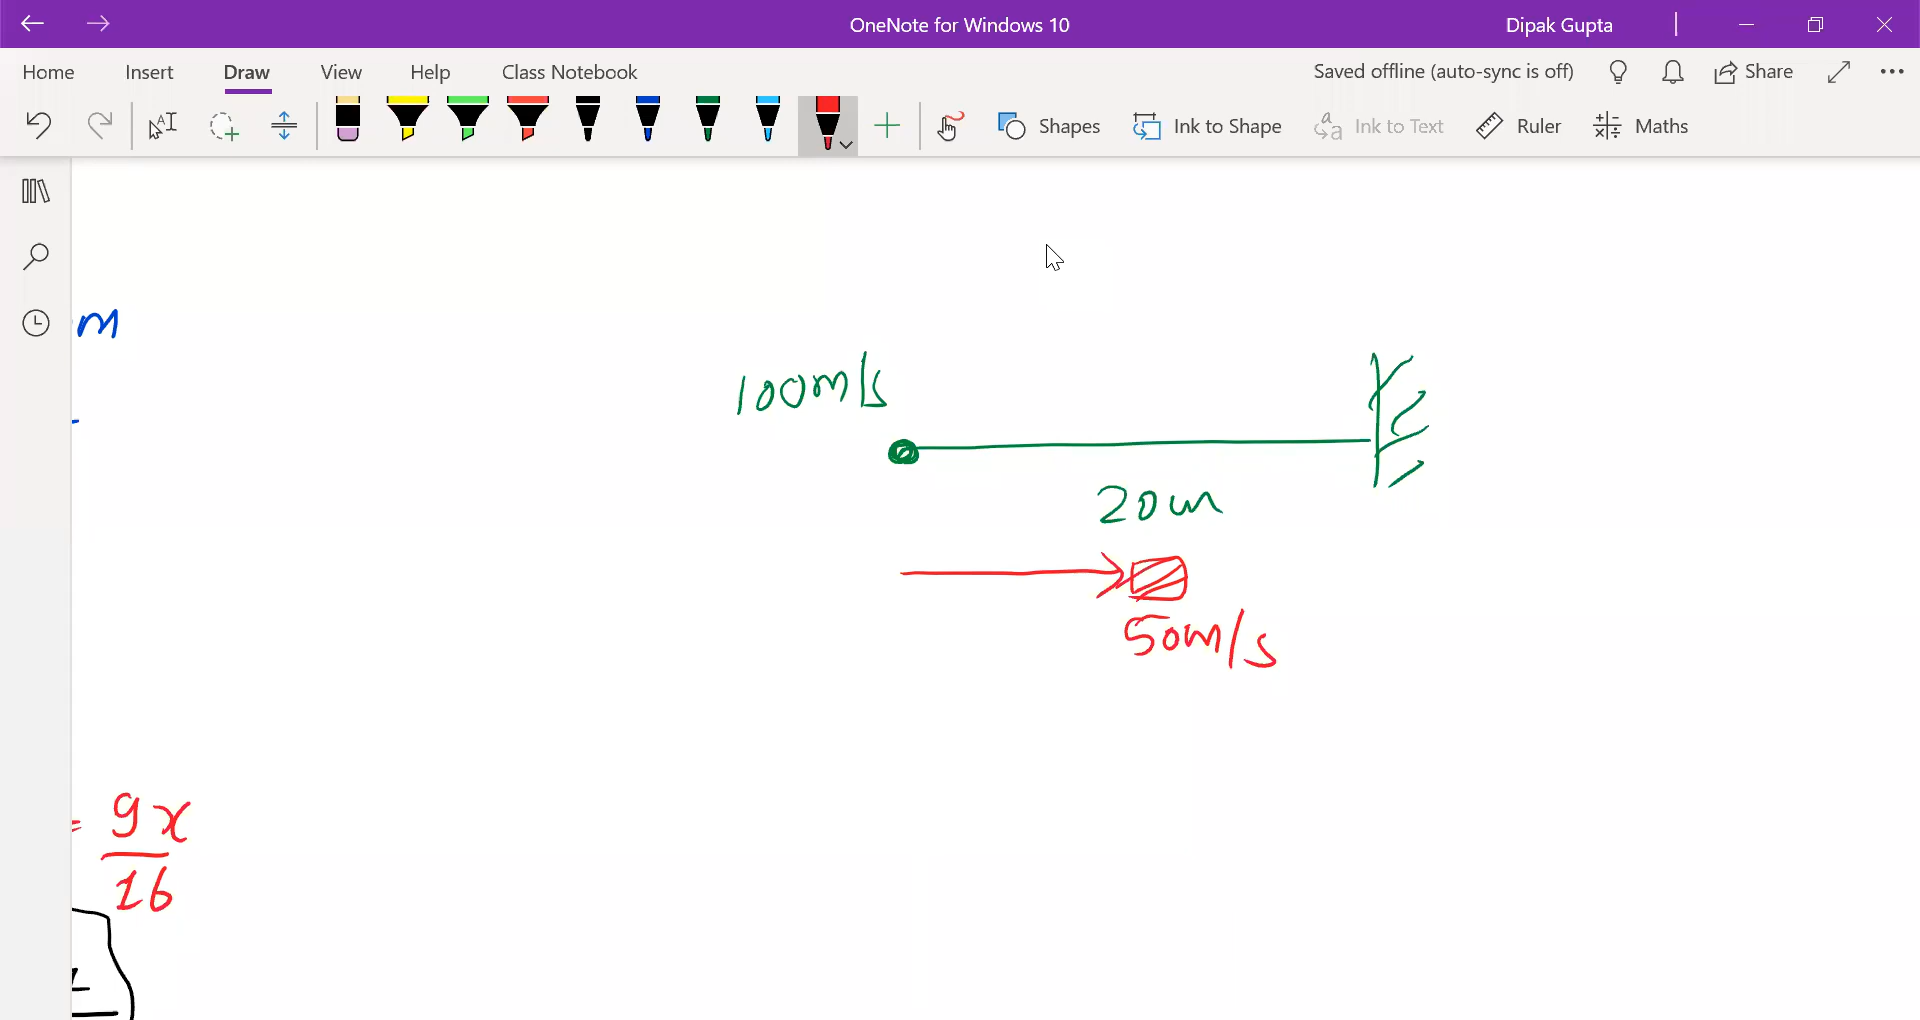 OneNote for Windows 10
Dipak Gupta
Home Insert Draw View Help Class Notebook
Saved offline (auto-sync is off)
Share
Shapes
Ink to Shape
Ink to Text
Ruler
Maths
m
100m/s
20m
50m/s
= 9x
16